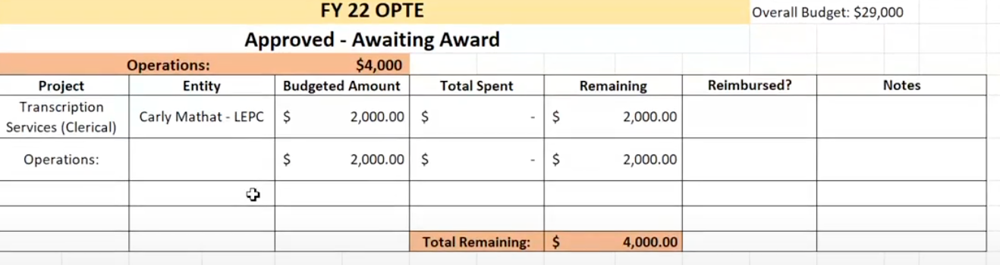 FY 22 OPTE Overall Budget: $29,000
Approved - Awaiting Award
Operations: $4,000
Project Entity Budgeted Amount Total Spent Remaining Reimbursed? Notes
Transcription
Services (Clerical) Carly Mathat - LEPC $ 2,000.00 $ - $ 2,000.00
Operations: $ 2,000.00 $ - $ 2,000.00
Total Remaining: $ 4,000.00